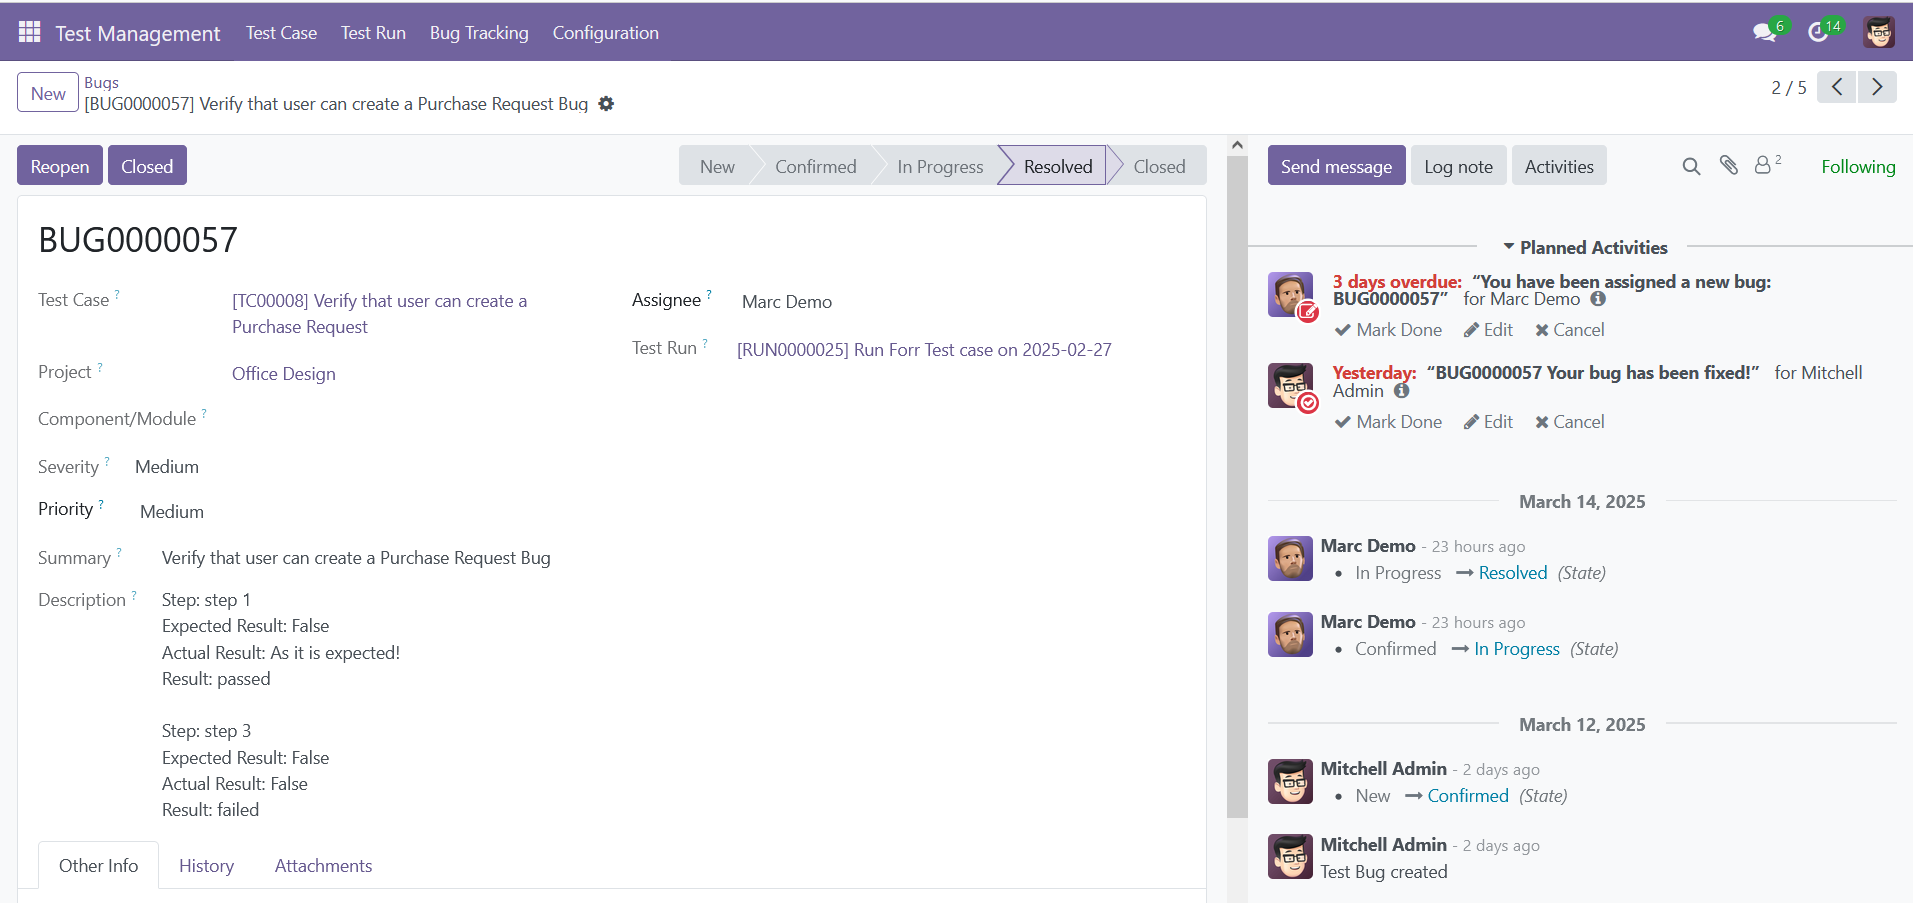 Test Management Test Case Test Run Bug Tracking Configuration 6 14
New Bugs
[BUG0000057] Verify that user can create a Purchase Request Bug
2 / 5
Reopen Closed New Confirmed In Progress Resolved Closed
BUG0000057
Test Case ? [TC00008] Verify that user can create a
Purchase Request
Project ? Office Design
Component/Module ?
Severity ? Medium
Priority ? Medium
Assignee ? Marc Demo
Test Run ? [RUN0000025] Run Forr Test case on 2025-02-27
Summary ? Verify that user can create a Purchase Request Bug
Description ? Step: step 1
Expected Result: False
Actual Result: As it is expected!
Result: passed
Step: step 3
Expected Result: False
Actual Result: False
Result: failed
Other Info History Attachments
Send message Log note Activities 2 Following
Planned Activities
3 days overdue: “You have been assigned a new bug:
BUG0000057” for Marc Demo
Mark Done Edit Cancel
Yesterday: “BUG0000057 Your bug has been fixed!” for Mitchell
Admin
Mark Done Edit Cancel
March 14, 2025
Marc Demo - 23 hours ago
• In Progress → Resolved (State)
Marc Demo - 23 hours ago
• Confirmed → In Progress (State)
March 12, 2025
Mitchell Admin - 2 days ago
• New → Confirmed (State)
Mitchell Admin - 2 days ago
Test Bug created